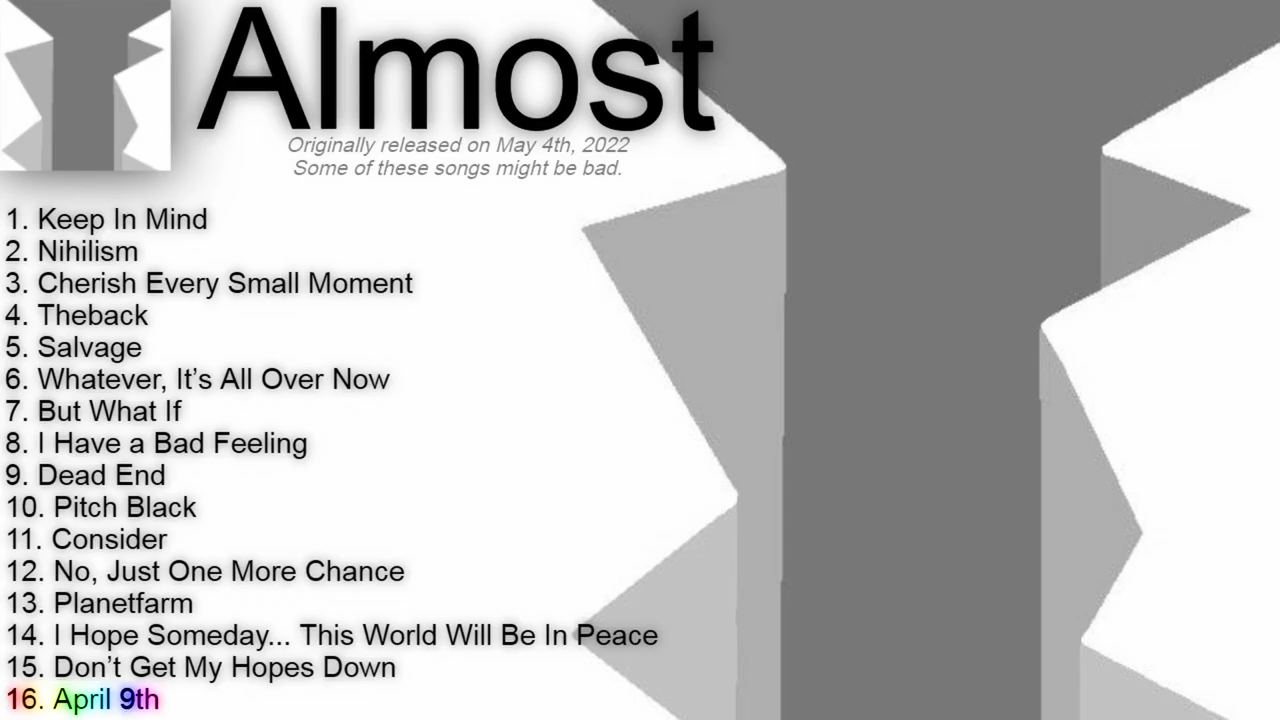 Almost
Originally released on May 4th, 2022
Some of these songs might be bad.
1. Keep In Mind
2. Nihilism
3. Cherish Every Small Moment
4. Theback
5. Salvage
6. Whatever, It’s All Over Now
7. But What If
8. I Have a Bad Feeling
9. Dead End
10. Pitch Black
11. Consider
12. No, Just One More Chance
13. Planetfarm
14. I Hope Someday... This World Will Be In Peace
15. Don’t Get My Hopes Down
16. April 9th